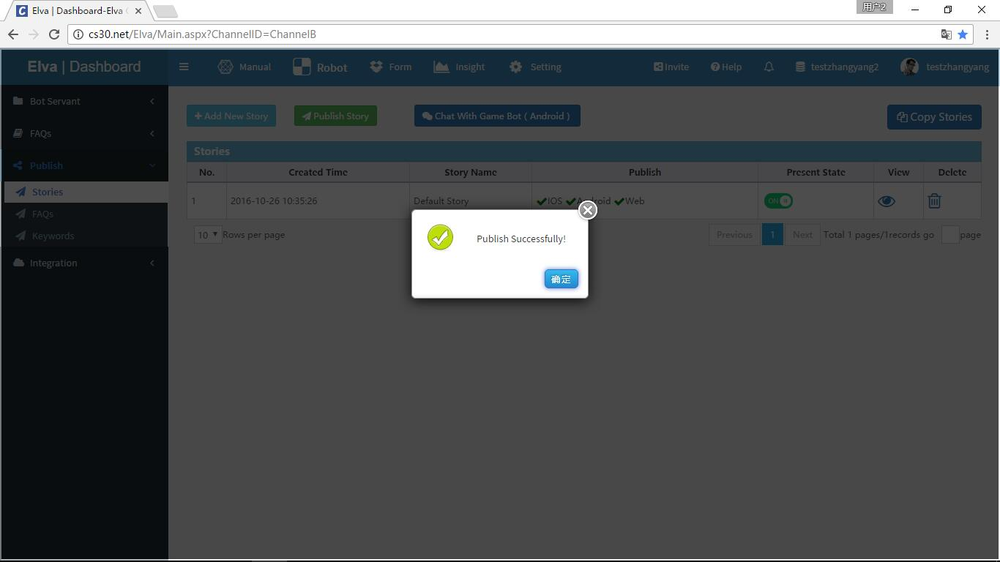 Elva | Dashboard-Elva
用户2
cs30.net/Elva/Main.aspx?ChannelID=ChannelB
Elva | Dashboard
Manual
Robot
Form
Insight
Setting
Invite
Help
testzhangyang2
testzhangyang
Bot Servant
FAQs
Publish
Stories
FAQs
Keywords
Integration
Add New Story
Publish Story
Chat With Game Bot ( Android )
Copy Stories
Stories
No. Created Time Story Name Publish Present State View Delete
1 2016-10-26 10:35:26 Default Story IOS Android Web ON
10 Rows per page
Previous 1 Next Total 1 pages/1records go page
Publish Successfully!
确定